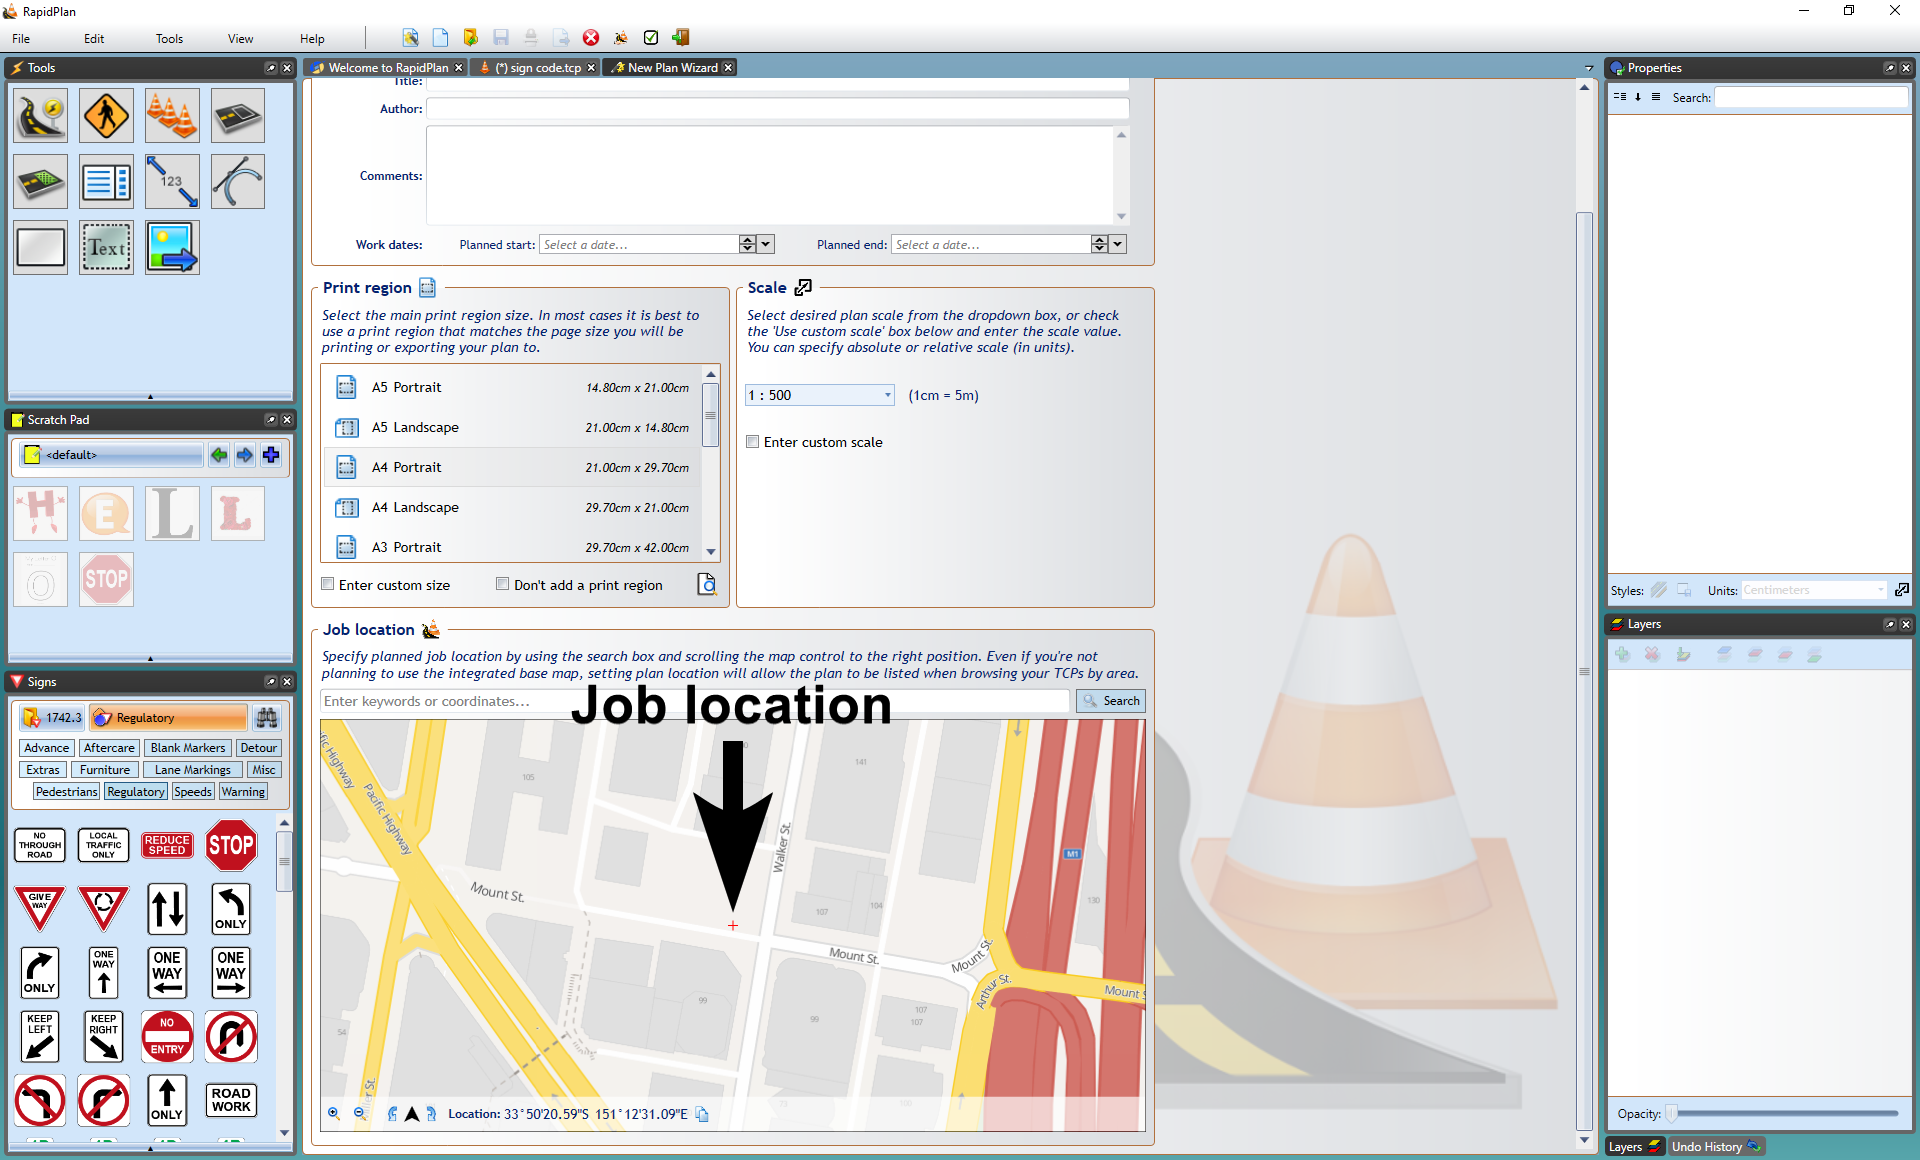 RapidPlan
File Edit Tools View Help
Tools
Welcome to RapidPlan (*) sign code.tcp New Plan Wizard
Properties
Search:
Title:
Author:
Comments:
Work dates: Planned start: Select a date... Planned end: Select a date...
123
Text
Print region
Select the main print region size. In most cases it is best to
use a print region that matches the page size you will be
printing or exporting your plan to.
A5 Portrait 14.80cm x 21.00cm
A5 Landscape 21.00cm x 14.80cm
A4 Portrait 21.00cm x 29.70cm
A4 Landscape 29.70cm x 21.00cm
A3 Portrait 29.70cm x 42.00cm
Enter custom size Don't add a print region
Scale
Select desired plan scale from the dropdown box, or check
the 'Use custom scale' box below and enter the scale value.
You can specify absolute or relative scale (in units).
1 : 500 (1cm = 5m)
Enter custom scale
Scratch Pad
<default>
H E L L
O STOP
Styles: Units: Centimeters
Layers
Job location
Specify planned job location by using the search box and scrolling the map control to the right position. Even if you're not
planning to use the integrated base map, setting plan location will allow the plan to be listed when browsing your TCPs by area.
Enter keywords or coordinates... Search
Job location
Signs
1742.3 Regulatory
Advance Aftercare Blank Markers Detour
Extras Furniture Lane Markings Misc
Pedestrians Regulatory Speeds Warning
NO THROUGH ROAD
LOCAL TRAFFIC ONLY
REDUCE SPEED
STOP
GIVE WAY
ONLY
ONLY
ONE WAY
ONE WAY
ONE WAY
KEEP LEFT
KEEP RIGHT
NO ENTRY
ONLY
ROAD WORK
Pacific Highway
Pacific Highway
105
141
Walker St.
M1
Mount St.
107
104
130
Mount St.
Mount St.
Arthur St.
Mount S
99
99
107
107
54
Location: 33°50'20.59"S 151°12'31.09"E
Opacity:
Layers Undo History